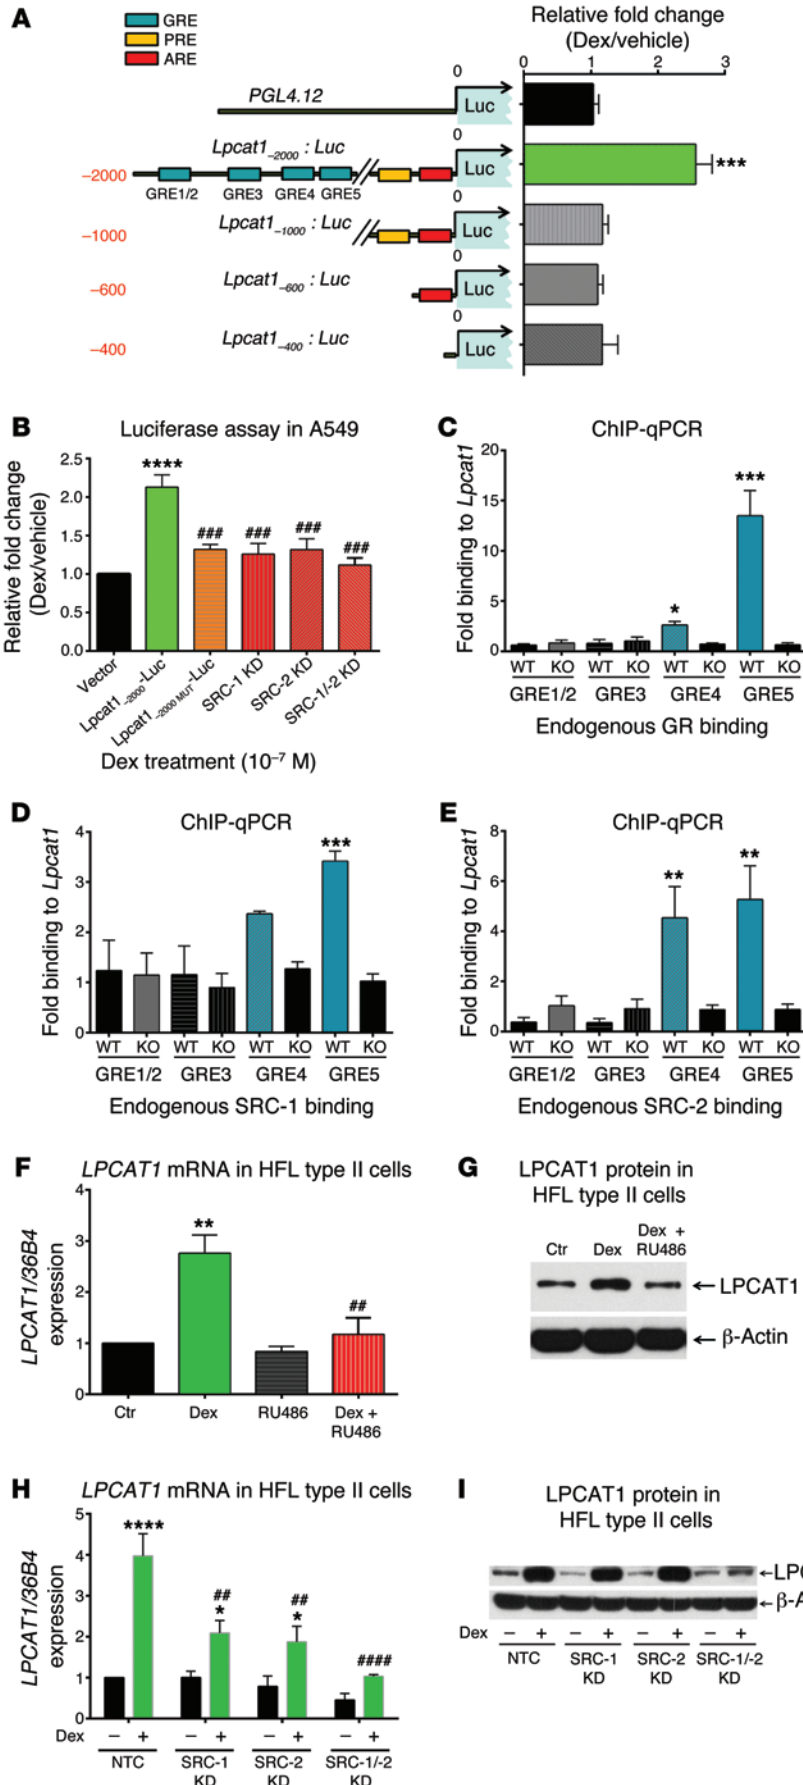 A
GRE
PRE
ARE
Relative fold change
(Dex/vehicle)
0 1 2 3
PGL4.12
0
Luc
Lpcat1–2000 : Luc
0
–2000
GRE1/2 GRE3 GRE4 GRE5
Luc
***
Lpcat1–1000 : Luc
0
–1000
Luc
Lpcat1–600 : Luc
0
–600
Luc
Lpcat1–400 : Luc
0
–400
Luc
B
Luciferase assay in A549
Relative fold change
(Dex/vehicle)
2.5
2.0
1.5
1.0
0.5
0.0
**** ### ### ### ###
Vector
Lpcat1–2000-Luc
Lpcat1–2000 MUT-Luc
SRC-1 KD
SRC-2 KD
SRC-1/-2 KD
Dex treatment (10–7 M)
C
ChIP-qPCR
Fold binding to Lpcat1
20
15
10
5
0
* ***
WT KO WT KO WT KO WT KO
GRE1/2 GRE3 GRE4 GRE5
Endogenous GR binding
D
ChIP-qPCR
Fold binding to Lpcat1
4
3
2
1
0
***
WT KO WT KO WT KO WT KO
GRE1/2 GRE3 GRE4 GRE5
Endogenous SRC-1 binding
E
ChIP-qPCR
Fold binding to Lpcat1
8
6
4
2
0
** **
WT KO WT KO WT KO WT KO
GRE1/2 GRE3 GRE4 GRE5
Endogenous SRC-2 binding
F
LPCAT1 mRNA in HFL type II cells
LPCAT1/36B4
expression
4
3
2
1
0
** ##
Ctr Dex RU486 Dex +
RU486
G
LPCAT1 protein in
HFL type II cells
Ctr Dex Dex +
RU486
←LPCAT1
←β-Actin
H
LPCAT1 mRNA in HFL type II cells
LPCAT1/36B4
expression
5
4
3
2
1
0
****
##
*
##
*
####
Dex – + – + – + – +
NTC SRC-1
KD
SRC-2
KD
SRC-1/-2
KD
I
LPCAT1 protein in
HFL type II cells
←LPC
←β-A
Dex – + – + – + – +
NTC SRC-1
KD
SRC-2
KD
SRC-1/-2
KD